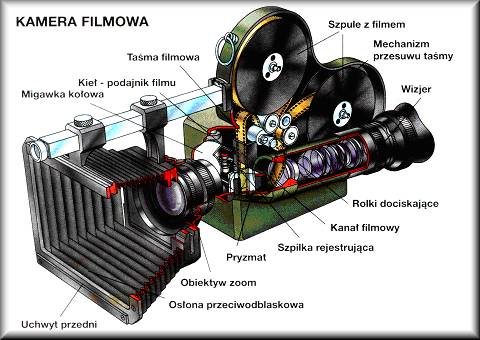 KAMERA FILMOWA
Szpule z filmem
Taśma filmowa
Mechanizm
przesuwu taśmy
Kieł - podajnik filmu
Migawka kołowa
Wizjer
Rolki dociskające
Kanał filmowy
Szpilka rejestrująca
Pryzmat
Obiektyw zoom
Osłona przeciwodblaskowa
Uchwyt przedni